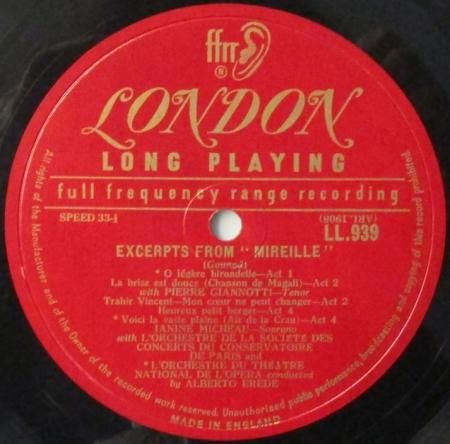 ffrr
®
LONDON
LONG PLAYING
full frequency range recording
SPEED 33⅓
(ARL.1906)
LL.939
EXCERPTS FROM "MIREILLE"
(Gounod)
* O légère hirondelle—Act 1
La brise est douce (Chanson de Magali)—Act 2
with PIERRE GIANNOTTI—Tenor
Trahir Vincent—Mon cœur ne peut changer—Act 2
Heureux petit berger—Act 4
* Voici la vaste plaine (Air de la Crau)—Act 4
JANINE MICHEAU—Soprano
with L'ORCHESTRE DE LA SOCIÉTÉ DES
CONCERTS DU CONSERVATOIRE
DE PARIS and
* L'ORCHESTRE DU THÉATRE
NATIONAL DE L'OPERA conducted
by ALBERTO EREDE
All rights of the Manufacturer and of the Owner of the recorded work reserved. Unauthorised public performance, broadcasting and copying of this record prohibited.
MADE IN ENGLAND